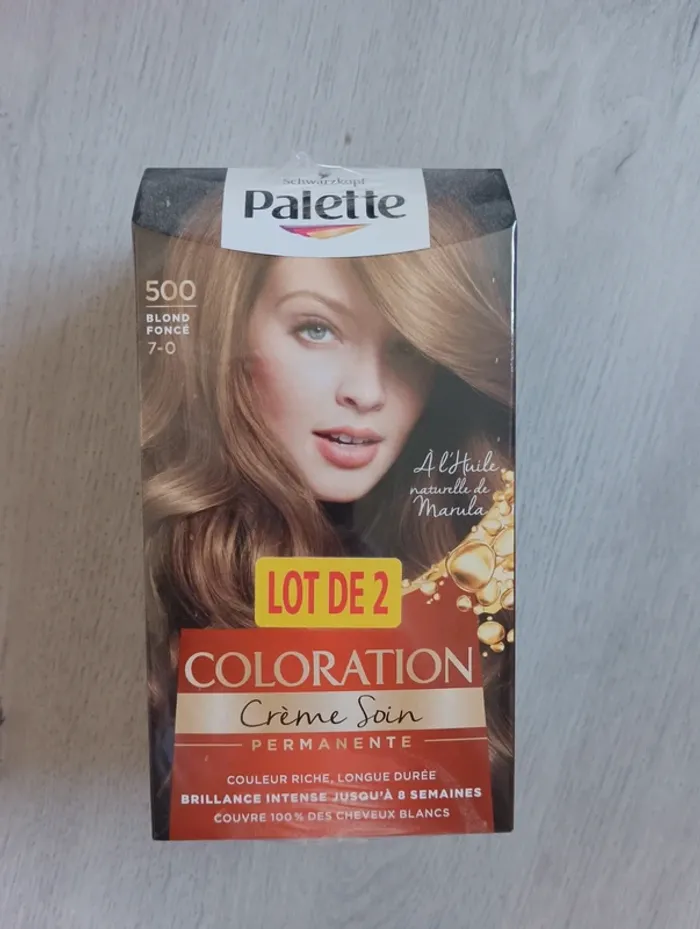 Schwarzkopf
Palette
500
BLOND
FONCÉ
7-0
À l'Huile
naturelle de
Marula
LOT DE 2
COLORATION
Crème Soin
PERMANENTE
COULEUR RICHE, LONGUE DURÉE
BRILLANCE INTENSE JUSQU'À 8 SEMAINES
COUVRE 100% DES CHEVEUX BLANCS